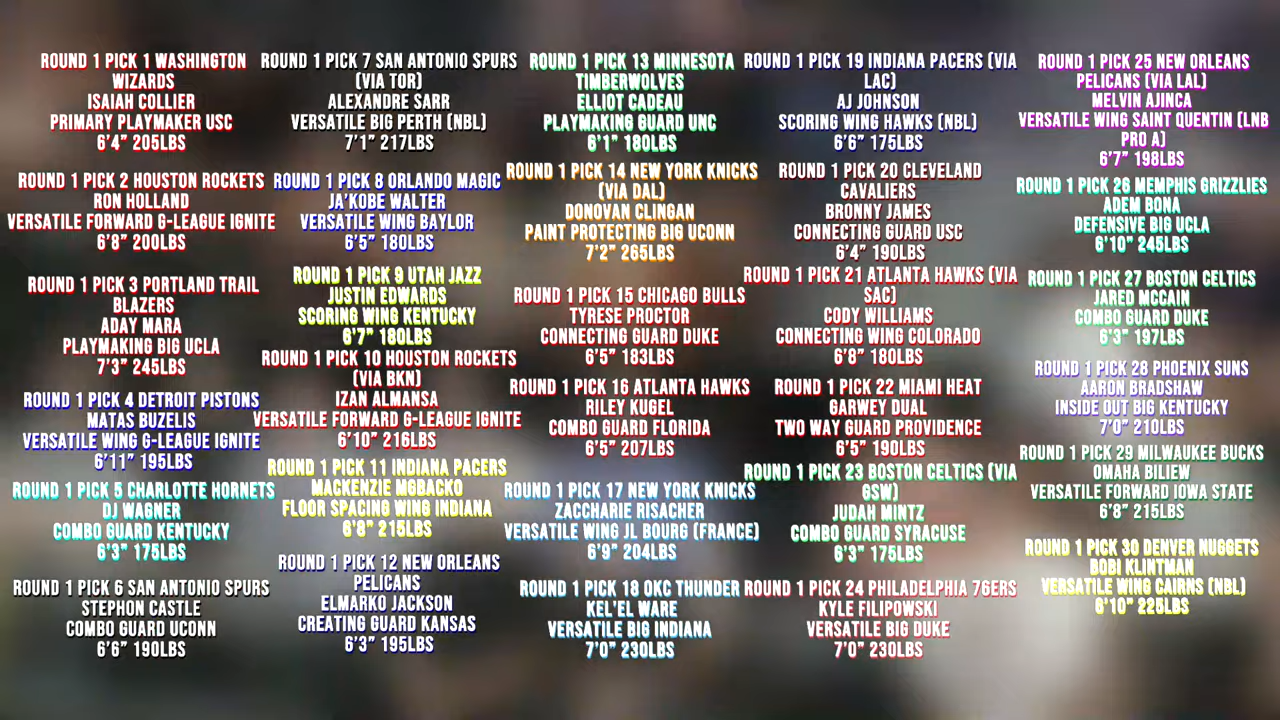 ROUND 1 PICK 1 WASHINGTON
WIZARDS
ISAIAH COLLIER
PRIMARY PLAYMAKER USC
6'4" 205LBS
ROUND 1 PICK 2 HOUSTON ROCKETS
RON HOLLAND
VERSATILE FORWARD G-LEAGUE IGNITE
6'8" 200LBS
ROUND 1 PICK 3 PORTLAND TRAIL
BLAZERS
ADAY MARA
PLAYMAKING BIG UCLA
7'3" 245LBS
ROUND 1 PICK 4 DETROIT PISTONS
MATAS BUZELIS
VERSATILE WING G-LEAGUE IGNITE
6'11" 195LBS
ROUND 1 PICK 5 CHARLOTTE HORNETS
DJ WAGNER
COMBO GUARD KENTUCKY
6'3" 175LBS
ROUND 1 PICK 6 SAN ANTONIO SPURS
STEPHON CASTLE
COMBO GUARD UCONN
6'6" 190LBS
ROUND 1 PICK 7 SAN ANTONIO SPURS
(VIA TOR)
ALEXANDRE SARR
VERSATILE BIG PERTH (NBL)
7'1" 217LBS
ROUND 1 PICK 8 ORLANDO MAGIC
JA'KOBE WALTER
VERSATILE WING BAYLOR
6'5" 180LBS
ROUND 1 PICK 9 UTAH JAZZ
JUSTIN EDWARDS
SCORING WING KENTUCKY
6'7" 180LBS
ROUND 1 PICK 10 HOUSTON ROCKETS
(VIA BKN)
IZAN ALMANSA
VERSATILE FORWARD G-LEAGUE IGNITE
6'10" 216LBS
ROUND 1 PICK 11 INDIANA PACERS
MACKENZIE MGBACKO
FLOOR SPACING WING INDIANA
6'8" 215LBS
ROUND 1 PICK 12 NEW ORLEANS
PELICANS
ELMARKO JACKSON
CREATING GUARD KANSAS
6'3" 195LBS
ROUND 1 PICK 13 MINNESOTA
TIMBERWOLVES
ELLIOT CADEAU
PLAYMAKING GUARD UNC
6'1" 180LBS
ROUND 1 PICK 14 NEW YORK KNICKS
(VIA DAL)
DONOVAN CLINGAN
PAINT PROTECTING BIG UCONN
7'2" 265LBS
ROUND 1 PICK 15 CHICAGO BULLS
TYRESE PROCTOR
CONNECTING GUARD DUKE
6'5" 183LBS
ROUND 1 PICK 16 ATLANTA HAWKS
RILEY KUGEL
COMBO GUARD FLORIDA
6'5" 207LBS
ROUND 1 PICK 17 NEW YORK KNICKS
ZACCHARIE RISACHER
VERSATILE WING JL BOURG (FRANCE)
6'9" 204LBS
ROUND 1 PICK 18 OKC THUNDER
KEL'EL WARE
VERSATILE BIG INDIANA
7'0" 230LBS
ROUND 1 PICK 19 INDIANA PACERS (VIA
LAC)
AJ JOHNSON
SCORING WING HAWKS (NBL)
6'6" 175LBS
ROUND 1 PICK 20 CLEVELAND
CAVALIERS
BRONNY JAMES
CONNECTING GUARD USC
6'4" 190LBS
ROUND 1 PICK 21 ATLANTA HAWKS (VIA
SAC)
CODY WILLIAMS
CONNECTING WING COLORADO
6'8" 180LBS
ROUND 1 PICK 22 MIAMI HEAT
GARWEY DUAL
TWO WAY GUARD PROVIDENCE
6'5" 190LBS
ROUND 1 PICK 23 BOSTON CELTICS (VIA
GSW)
JUDAH MINTZ
COMBO GUARD SYRACUSE
6'3" 175LBS
ROUND 1 PICK 24 PHILADELPHIA 76ERS
KYLE FILIPOWSKI
VERSATILE BIG DUKE
7'0" 230LBS
ROUND 1 PICK 25 NEW ORLEANS
PELICANS (VIA LAL)
MELVIN AJINCA
VERSATILE WING SAINT QUENTIN (LNB
PRO A)
6'7" 198LBS
ROUND 1 PICK 26 MEMPHIS GRIZZLIES
ADEM BONA
DEFENSIVE BIG UCLA
6'10" 245LBS
ROUND 1 PICK 27 BOSTON CELTICS
JARED MCCAIN
COMBO GUARD DUKE
6'3" 197LBS
ROUND 1 PICK 28 PHOENIX SUNS
AARON BRADSHAW
INSIDE OUT BIG KENTUCKY
7'0" 210LBS
ROUND 1 PICK 29 MILWAUKEE BUCKS
OMAHA BILIEW
VERSATILE FORWARD IOWA STATE
6'8" 215LBS
ROUND 1 PICK 30 DENVER NUGGETS
BOBI KLINTMAN
VERSATILE WING CAIRNS (NBL)
6'10" 225LBS